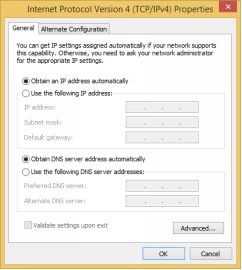 Internet Protocol Version 4 (TCP/IPv4) Properties
General
Alternate Configuration
You can get IP settings assigned automatically if your network supports
this capability. Otherwise, you need to ask your network administrator
for the appropriate IP settings.
Obtain an IP address automatically
Use the following IP address:
IP address:
Subnet mask:
Default gateway:
Obtain DNS server address automatically
Use the following DNS server addresses:
Preferred DNS server:
Alternate DNS server:
Validate settings upon exit
Advanced...
OK
Cancel